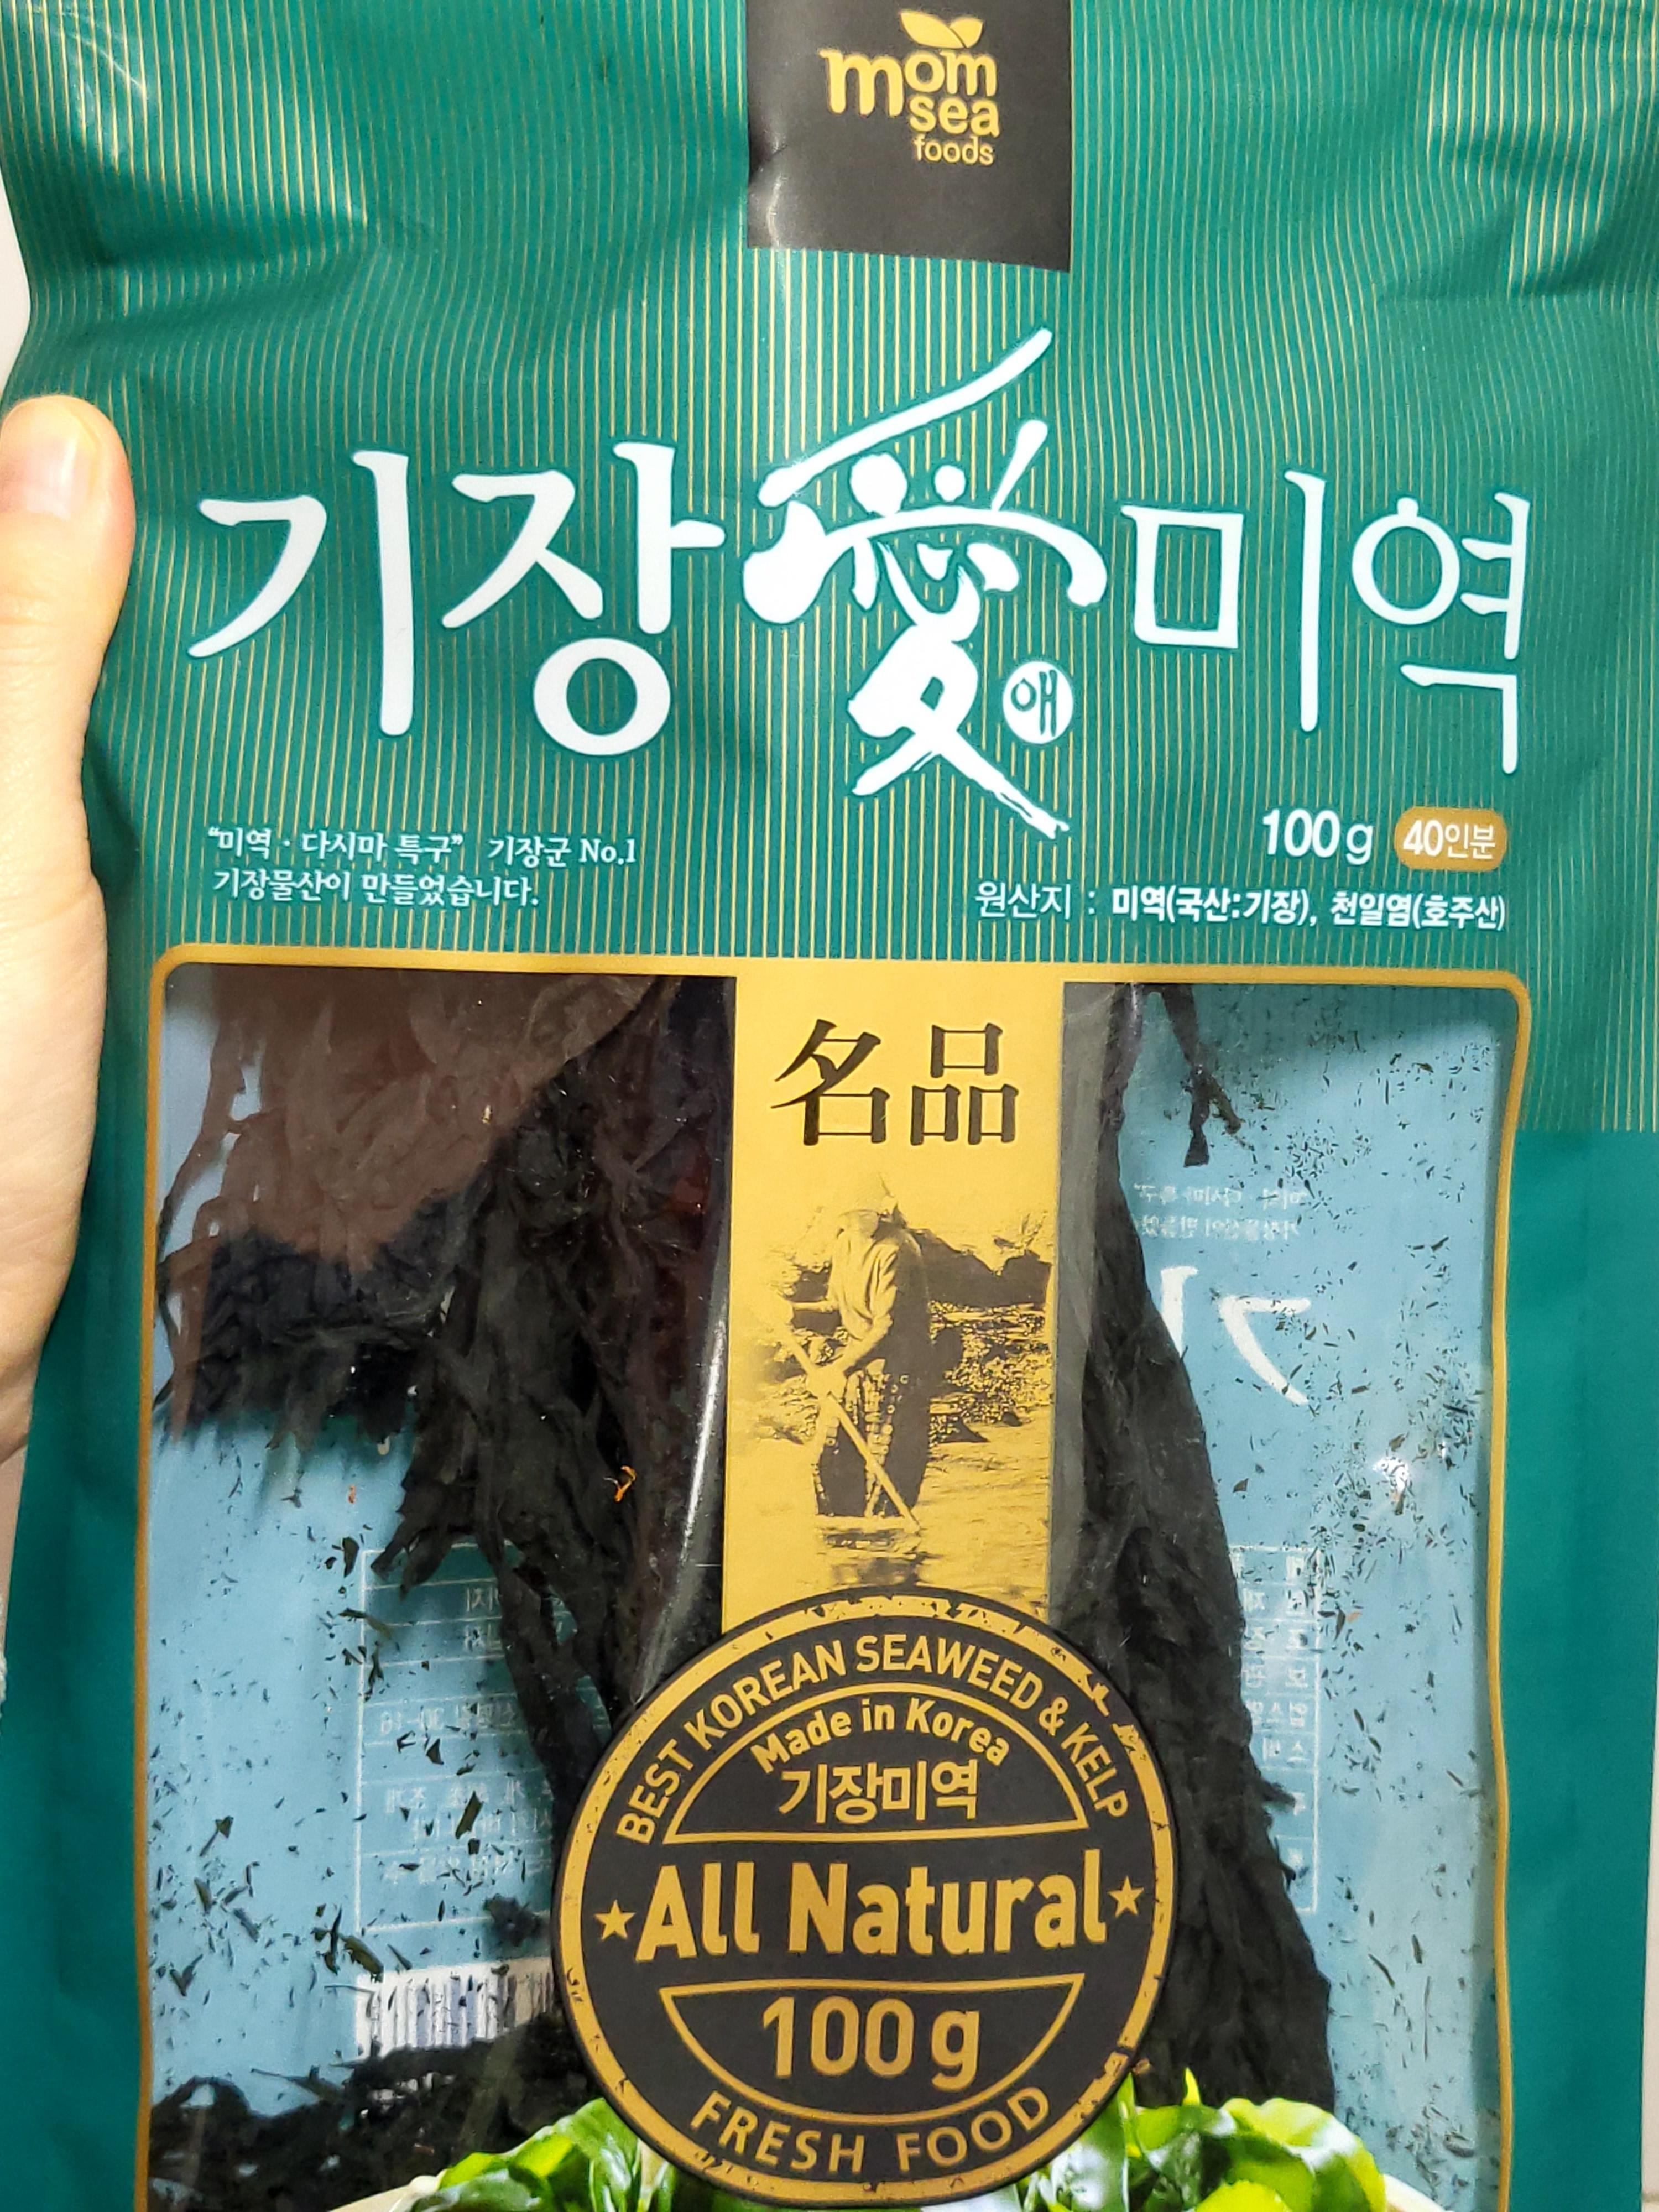 mom
sea
foods
기장愛미역
애
100g 40인분
"미역·다시마 특구" 기장군 No.1
기장물산이 만들었습니다.
원산지 : 미역(국산:기장), 천일염(호주산)
名品
BEST KOREAN SEAWEED & KELP
Made in Korea
기장미역
All Natural
100g
FRESH FOOD